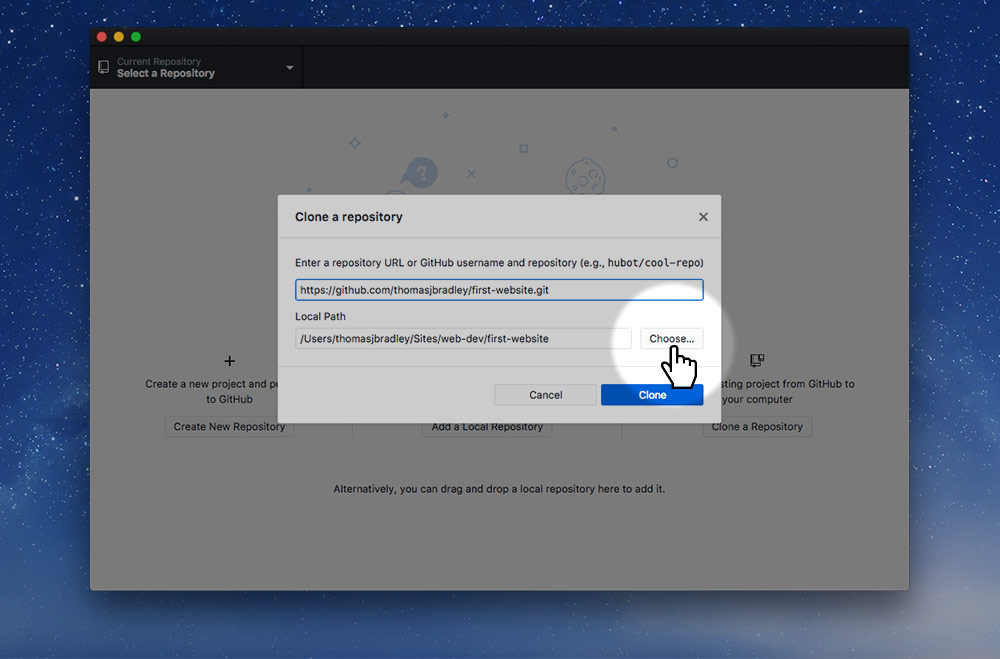 Current Repository
Select a Repository
?
Clone a repository
Enter a repository URL or GitHub username and repository (e.g., hubot/cool-repo)
https://github.com/thomasjbradley/first-website.git
Local Path
/Users/thomasjbradley/Sites/web-dev/first-website
Choose...
Cancel
Clone
Create a new project and pu
to GitHub
Create New Repository
Add a Local Repository
sting project from GitHub to
your computer
Clone a Repository
Alternatively, you can drag and drop a local repository here to add it.